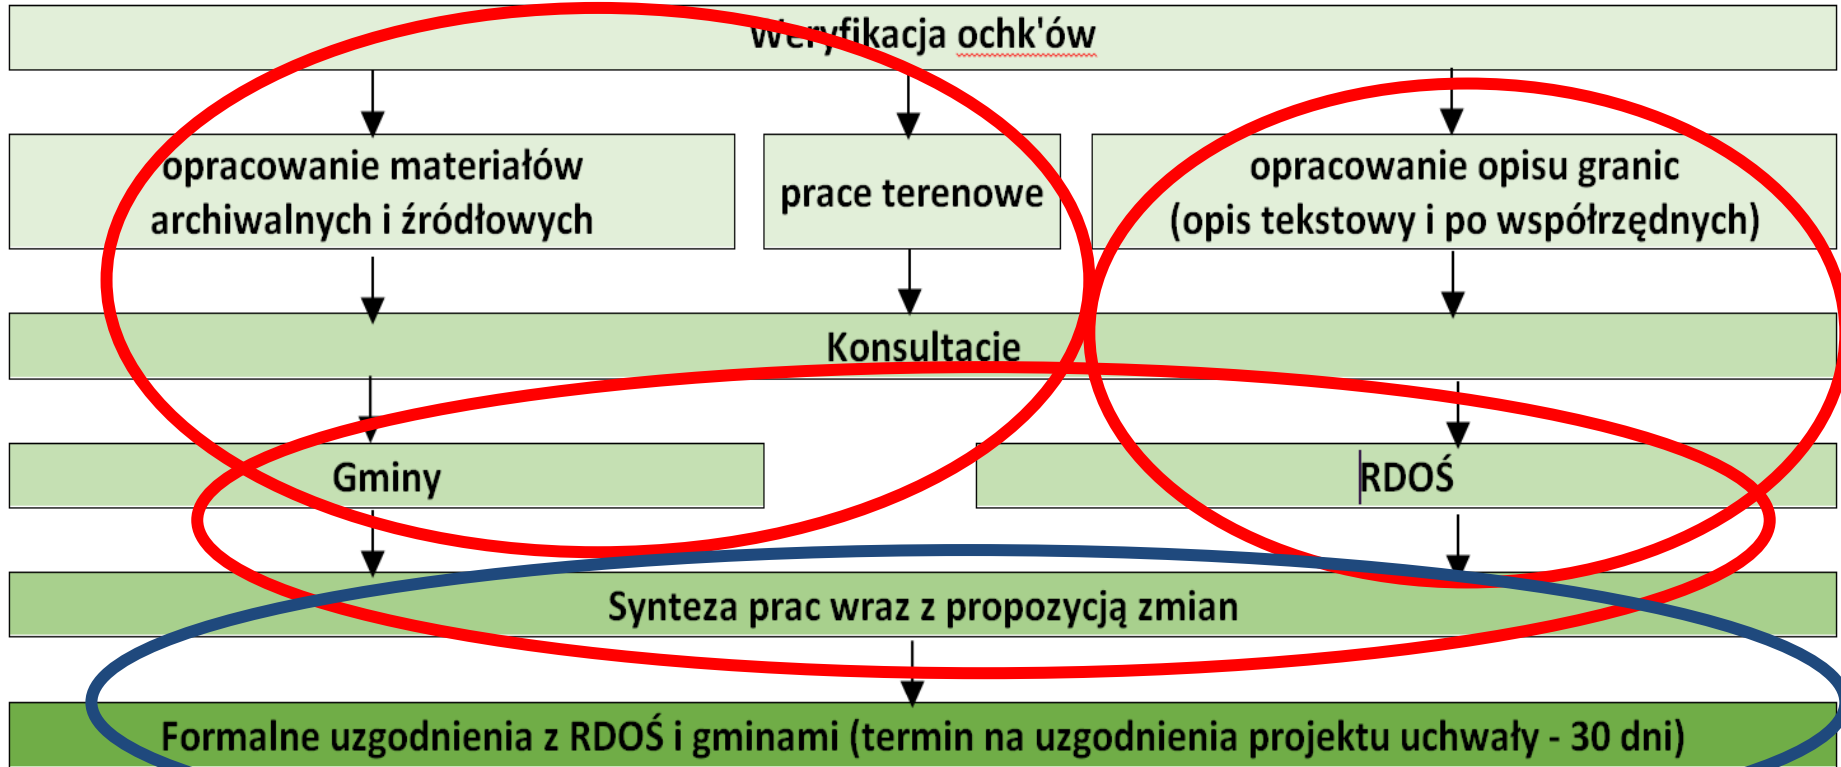 Weryfikacja ochk'ów
opracowanie materiałów
archiwalnych i źródłowych
prace terenowe
opracowanie opisu granic
(opis tekstowy i po współrzędnych)
Konsultacje
Gminy
RDOŚ
Synteza prac wraz z propozycją zmian
Formalne uzgodnienia z RDOŚ i gminami (termin na uzgodnienia projektu uchwały - 30 dni)